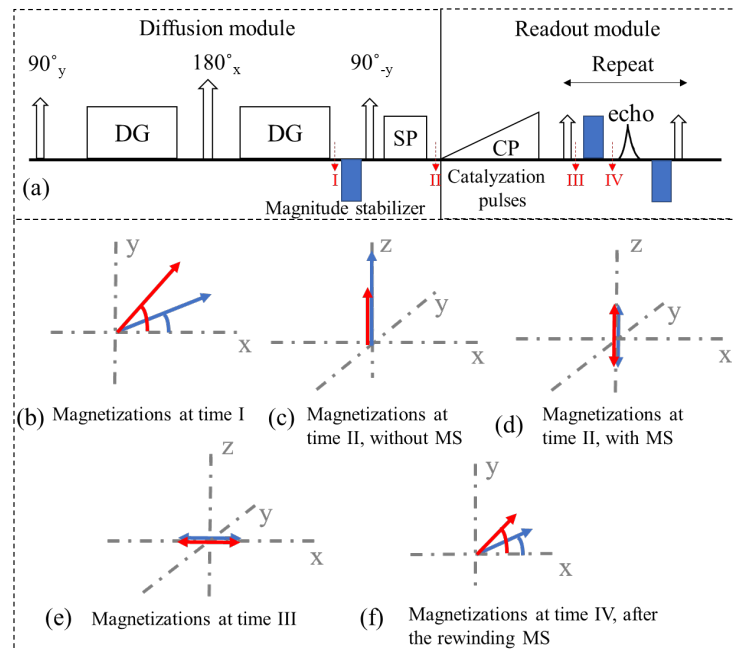 Diffusion module
Readout module
90°y
180°x
90°-y
Repeat
DG
DG
SP
CP
echo
I
II
III
IV
(a)
Magnitude stabilizer
Catalyzation
pulses
y
x
z
y
x
z
y
x
(b) Magnetizations at time I
(c) Magnetizations at
time II, without MS
(d) Magnetizations at
time II, with MS
z
y
x
y
x
(e) Magnetizations at time III
(f) Magnetizations at time IV, after
the rewinding MS